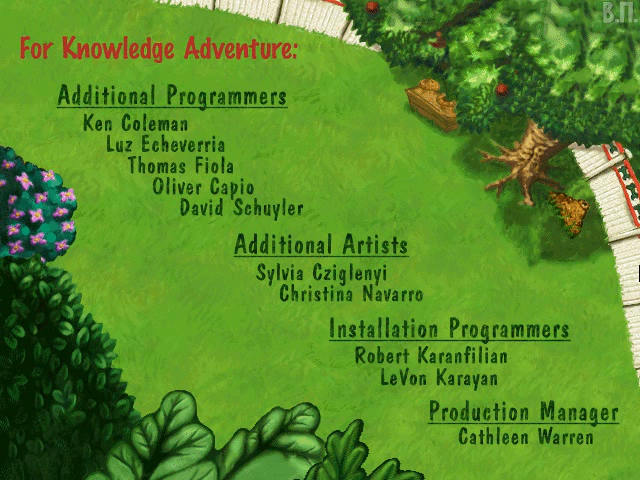 В.П.
For Knowledge Adventure:
Additional Programmers
Ken Coleman
Luz Echeverria
Thomas Fiola
Oliver Capio
David Schuyler
Additional Artists
Sylvia Cziglenyi
Christina Navarro
Installation Programmers
Robert Karanfilian
LeVon Karayan
Production Manager
Cathleen Warren